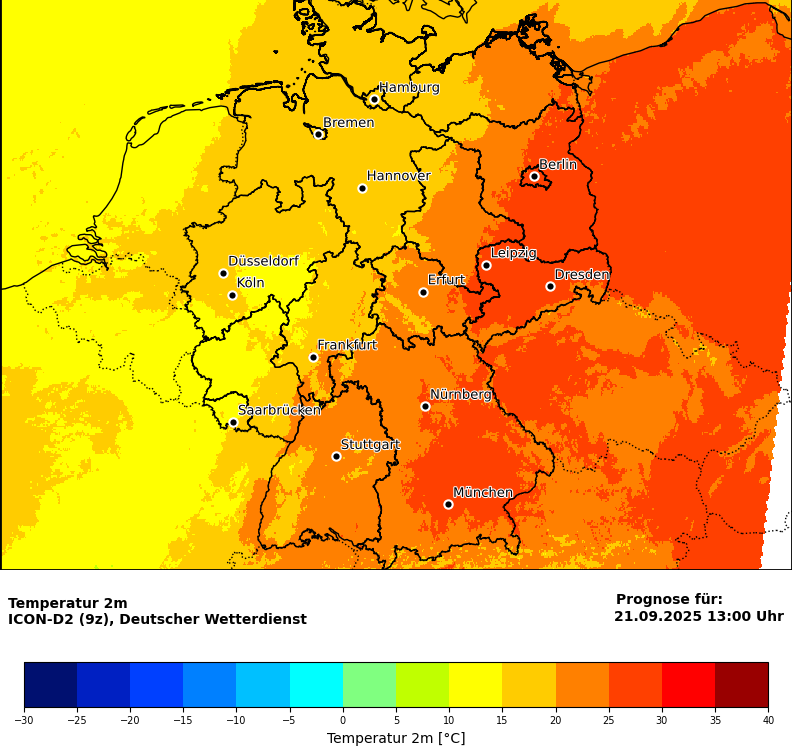 Hamburg
Bremen
Berlin
Hannover
Leipzig
Düsseldorf
Dresden
Köln
Erfurt
Frankfurt
Nürnberg
Saarbrücken
Stuttgart
München
Temperatur 2m
ICON-D2 (9z), Deutscher Wetterdienst
Prognose für:
21.09.2025 13:00 Uhr
−30 −25 −20 −15 −10 −5 0 5 10 15 20 25 30 35 40
Temperatur 2m [°C]